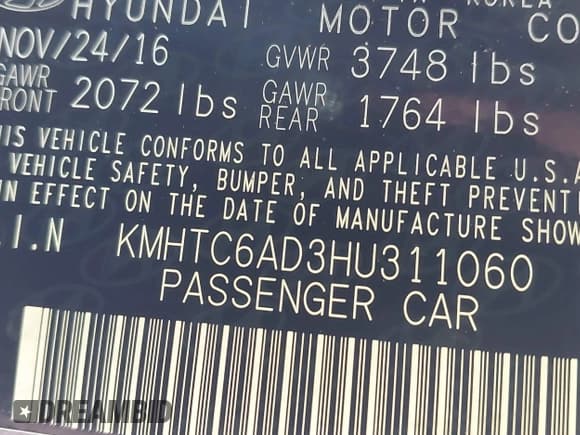 HYUNDAI MOTOR CO
KOREA
NOV/24/16 GVWR 3748 lbs
GAWR FRONT 2072 lbs GAWR REAR 1764 lbs
THIS VEHICLE CONFORMS TO ALL APPLICABLE U.S.A
VEHICLE SAFETY, BUMPER, AND THEFT PREVENT
IN EFFECT ON THE DATE OF MANUFACTURE SHOW
.I.N KMHTC6AD3HU311060
PASSENGER CAR
DREAMBID